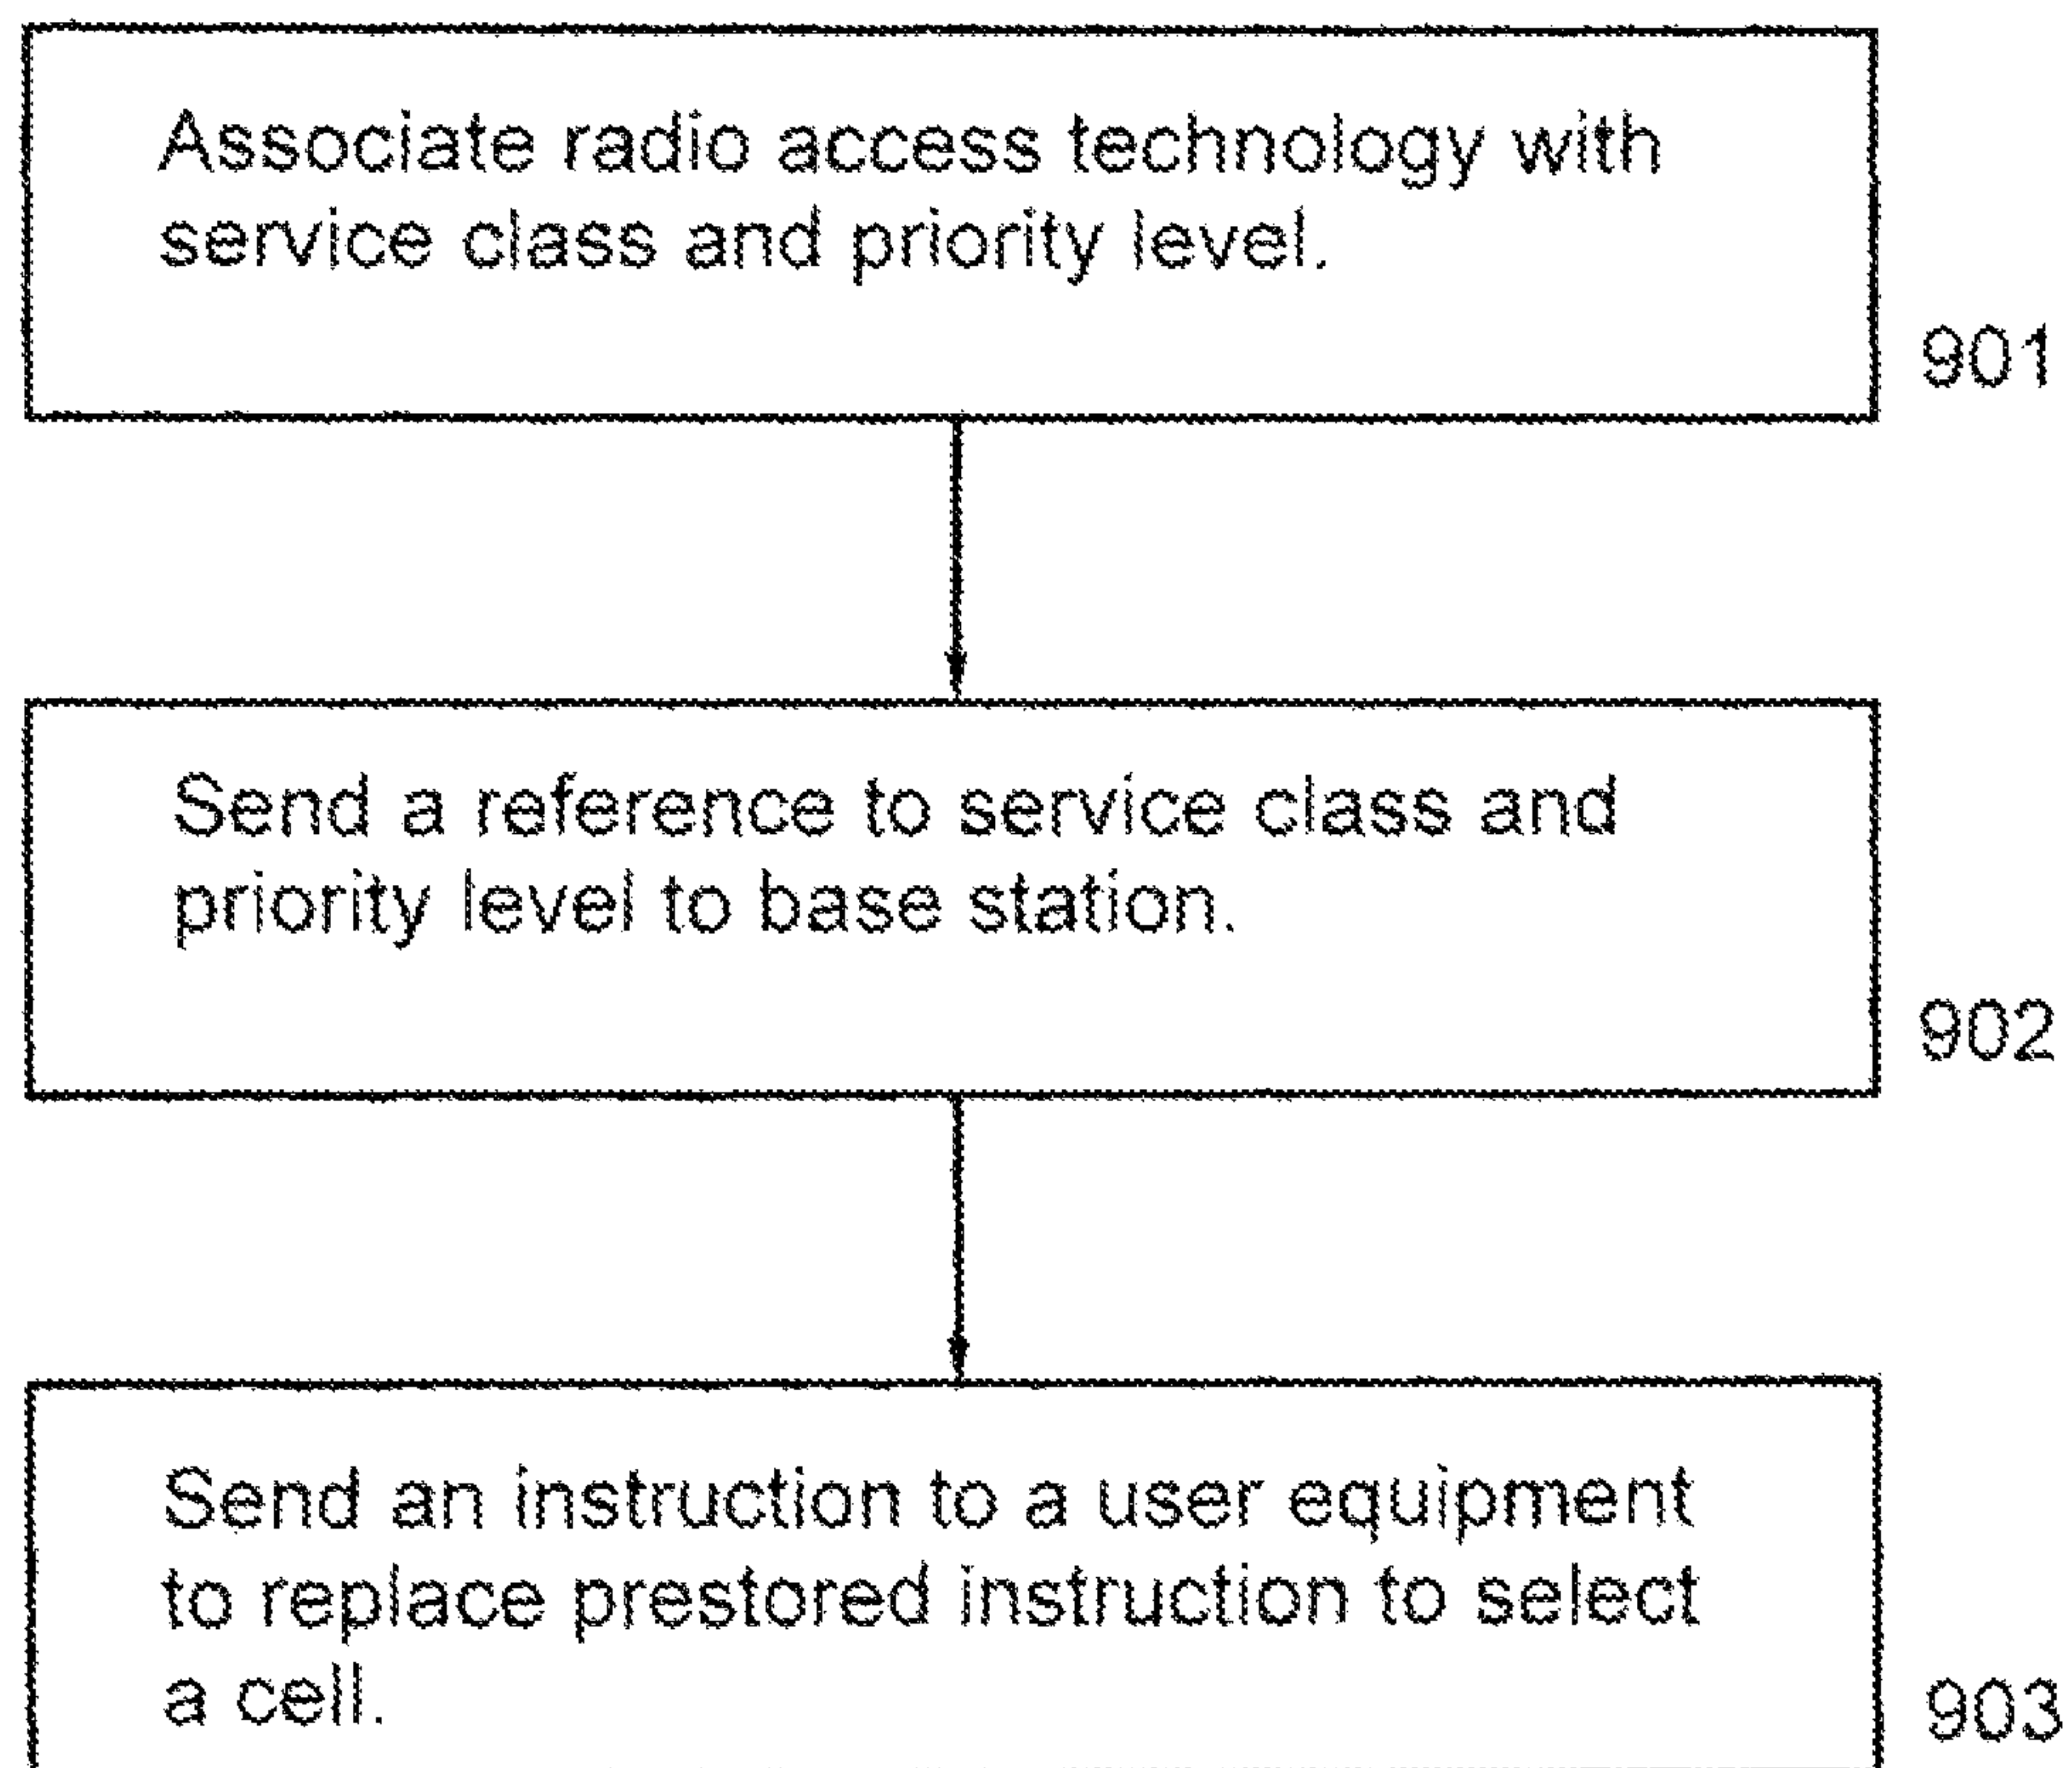 Associate radio access technology with
service class and priority level.
901
Send a reference to service class and
priority level to base station.
902
Send an instruction to a user equipment
to replace prestored instruction to select
a cell.
903